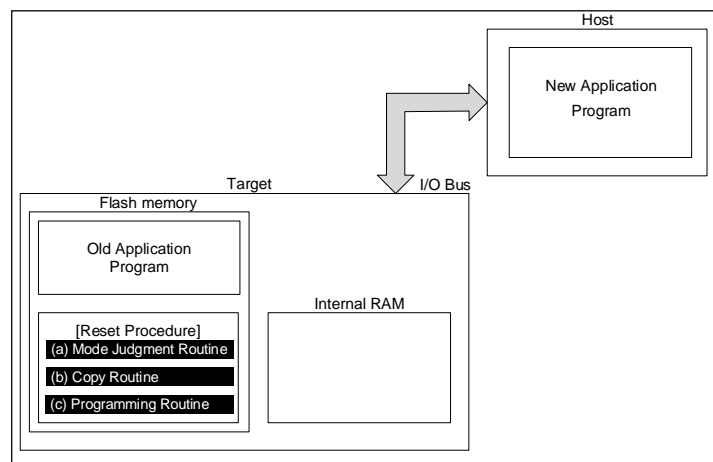 Host
New Application
Program
Target
I/O Bus
Flash memory
Old Application
Program
Internal RAM
[Reset Procedure]
(a) Mode Judgment Routine
(b) Copy Routine
(c) Programming Routine